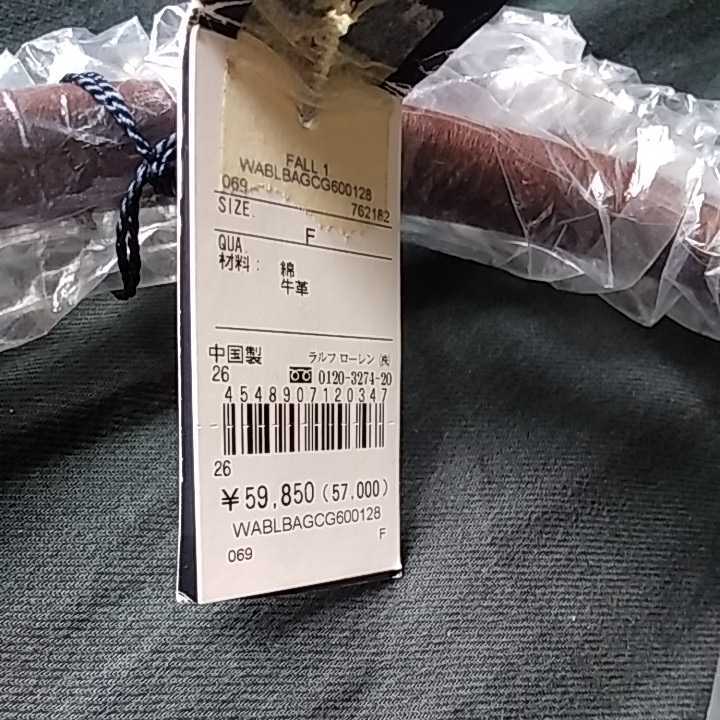 FALL 1
WABLBAGCG600128
069 762182
SIZE.
F
QUA.
材料： 綿
牛革
中国製 ラルフ ローレン ㈱
26 0120-3274-20
4548907120347
26
¥59,850 (57,000)
WABLBAGCG600128
069 F